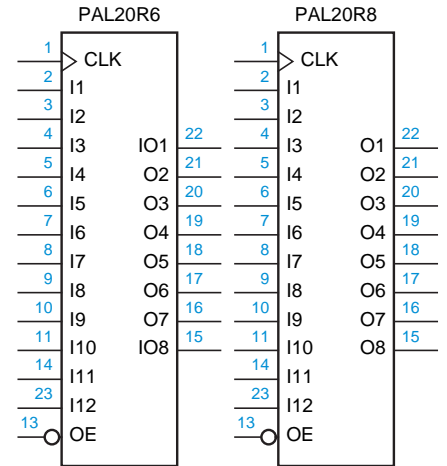 PAL20R6
1 CLK
2 I1
3 I2
4 I3 IO1 22
5 I4 O2 21
6 I5 O3 20
7 I6 O4 19
8 I7 O5 18
9 I8 O6 17
10 I9 O7 16
11 I10 IO8 15
14 I11
23 I12
13 OE
PAL20R8
1 CLK
2 I1
3 I2
4 I3 O1 22
5 I4 O2 21
6 I5 O3 20
7 I6 O4 19
8 I7 O5 18
9 I8 O6 17
10 I9 O7 16
11 I10 O8 15
14 I11
23 I12
13 OE